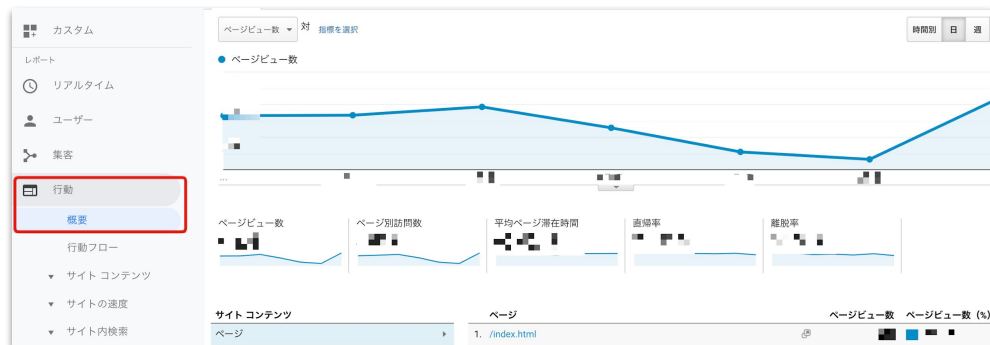 カスタム
レポート
リアルタイム
ユーザー
集客
行動
概要
行動フロー
サイト コンテンツ
サイトの速度
サイト内検索
ページビュー数 対 指標を選択
時間別 日 週
ページビュー数
...
ページビュー数 ページ別訪問数 平均ページ滞在時間 直帰率 離脱率
サイト コンテンツ ページ ページビュー数 ページビュー数 (%)
ページ 1. /index.html